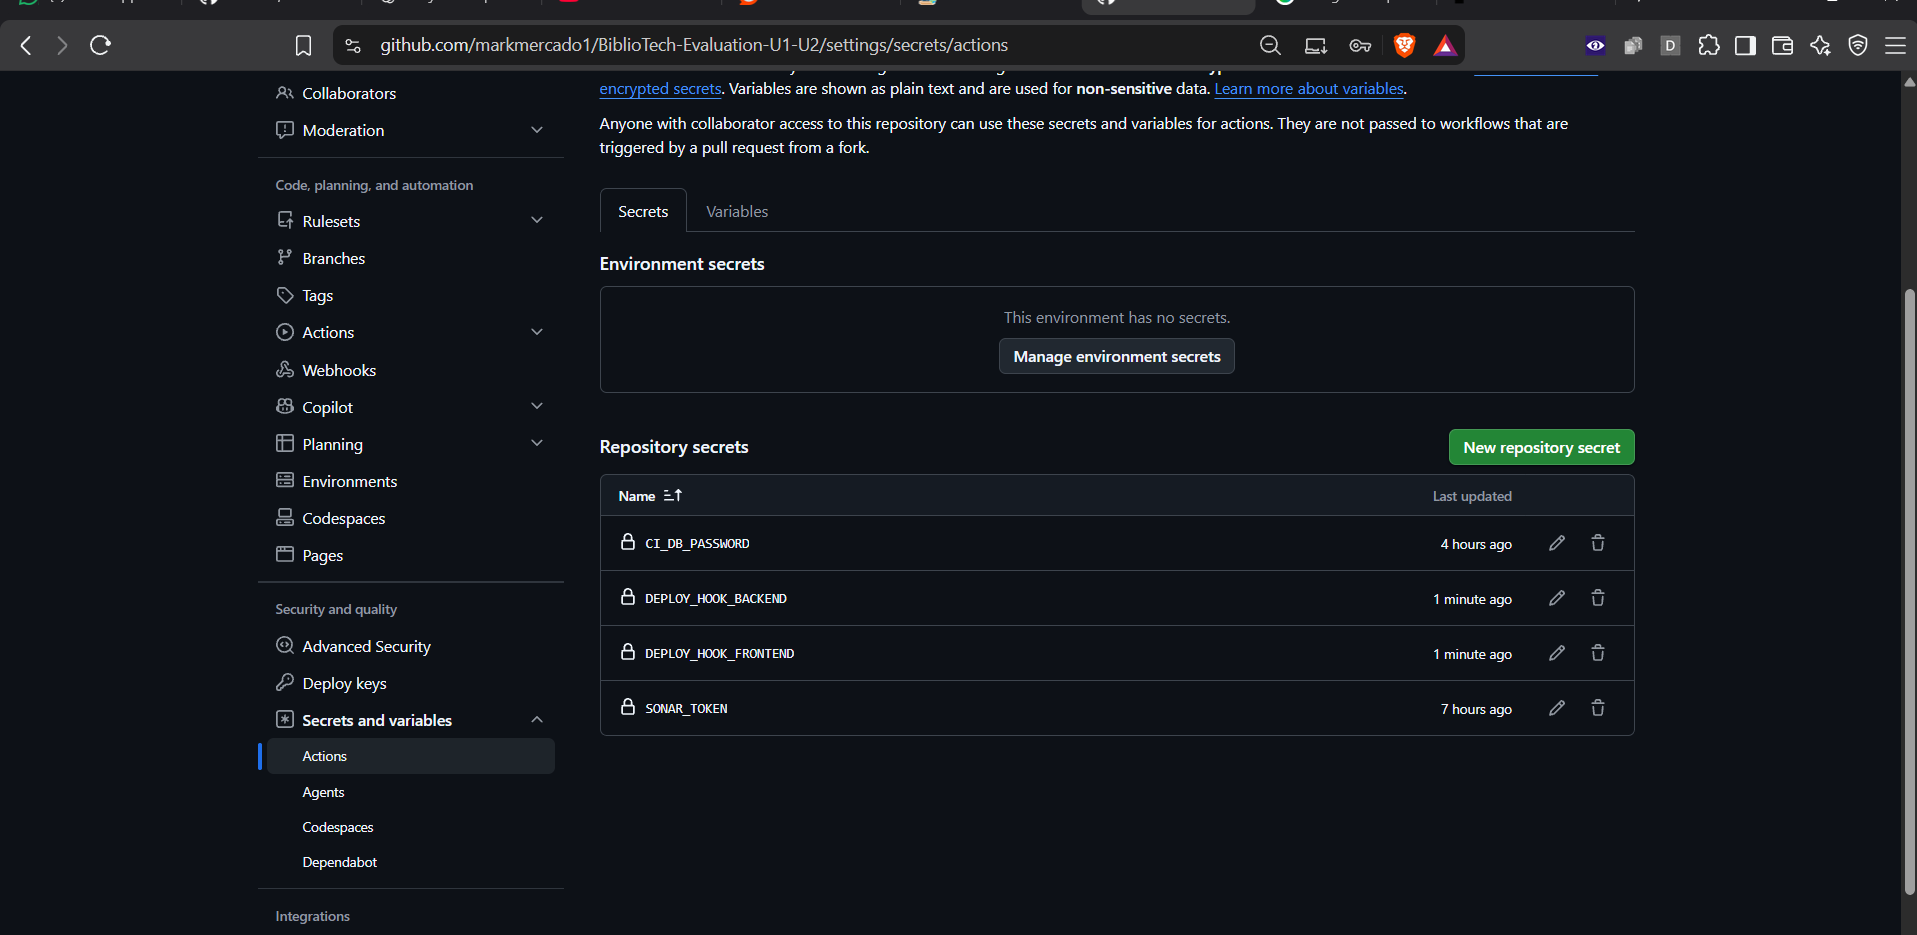 github.com/markmercado1/BiblioTech-Evaluation-U1-U2/settings/secrets/actions
D
Collaborators
Moderation
Code, planning, and automation
Rulesets
Branches
Tags
Actions
Webhooks
Copilot
Planning
Environments
Codespaces
Pages
Security and quality
Advanced Security
Deploy keys
Secrets and variables
Actions
Agents
Codespaces
Dependabot
Integrations
encrypted secrets. Variables are shown as plain text and are used for non-sensitive data. Learn more about variables.
Anyone with collaborator access to this repository can use these secrets and variables for actions. They are not passed to workflows that are
triggered by a pull request from a fork.
Secrets
Variables
Environment secrets
This environment has no secrets.
Manage environment secrets
Repository secrets
New repository secret
Name
Last updated
CI_DB_PASSWORD
4 hours ago
DEPLOY_HOOK_BACKEND
1 minute ago
DEPLOY_HOOK_FRONTEND
1 minute ago
SONAR_TOKEN
7 hours ago